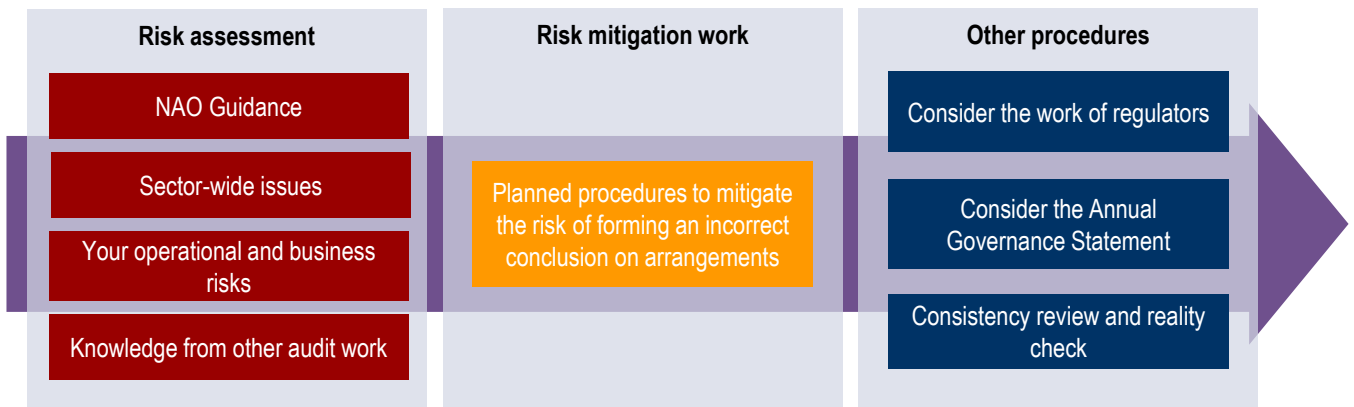 Risk assessment
NAO Guidance
Sector-wide issues
Your operational and business
risks
Knowledge from other audit work
Risk mitigation work
Planned procedures to mitigate
the risk of forming an incorrect
conclusion on arrangements
Other procedures
Consider the work of regulators
Consider the Annual
Governance Statement
Consistency review and reality
check